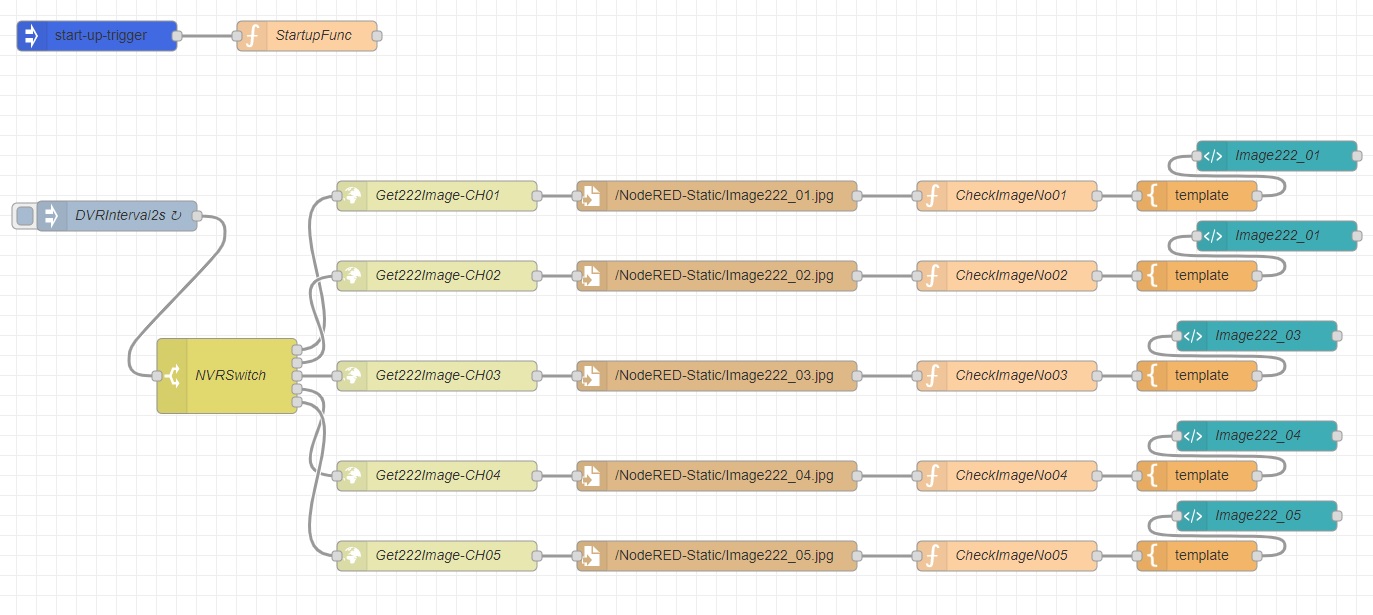 start-up-trigger
StartupFunc
Image222_01
Get222Image-CH01
/NodeRED-Static/Image222_01.jpg
CheckImageNo01
template
DVRInterval2s ↻
Image222_01
Get222Image-CH02
/NodeRED-Static/Image222_02.jpg
CheckImageNo02
template
Image222_03
NVRSwitch
Get222Image-CH03
/NodeRED-Static/Image222_03.jpg
CheckImageNo03
template
Image222_04
Get222Image-CH04
/NodeRED-Static/Image222_04.jpg
CheckImageNo04
template
Image222_05
Get222Image-CH05
/NodeRED-Static/Image222_05.jpg
CheckImageNo05
template